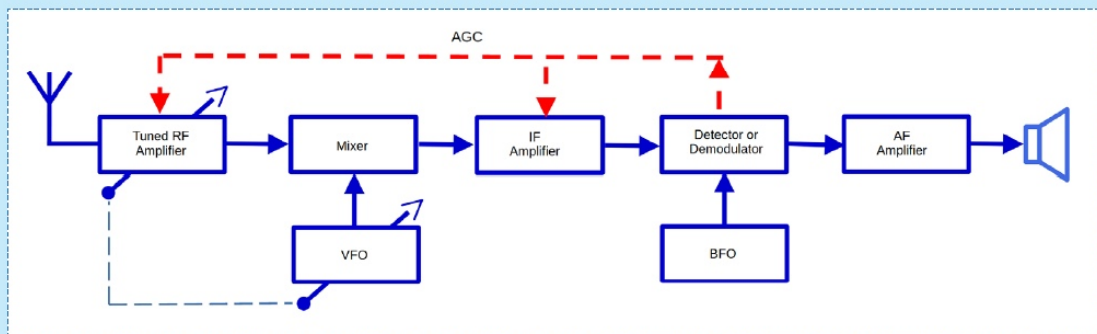 AGC
Tuned RF
Amplifier
Mixer
IF
Amplifier
Detector or
Demodulator
AF
Amplifier
VFO
BFO